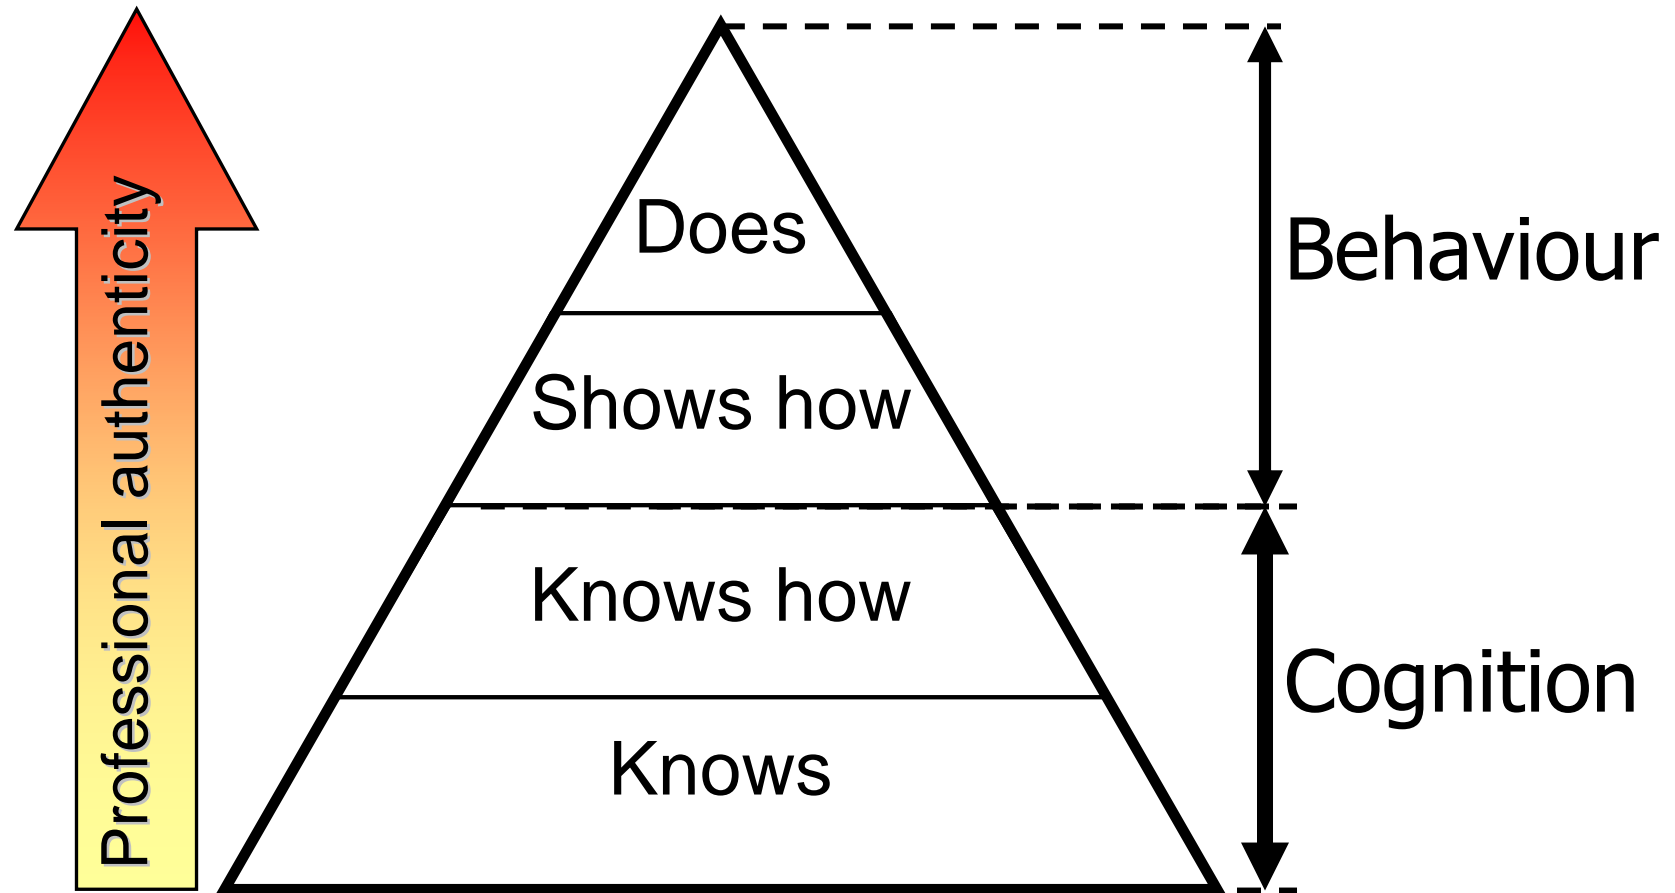 Professional authenticity
Does
Shows how
Knows how
Knows
Behaviour
Cognition